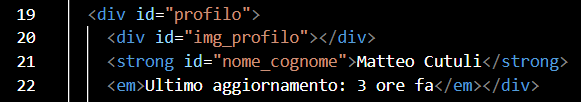 19 <div id="profilo">
20 <div id="img_profilo"></div>
21 <strong id="nome_cognome">Matteo Cutuli</strong>
22 <em>Ultimo aggiornamento: 3 ore fa</em></div>